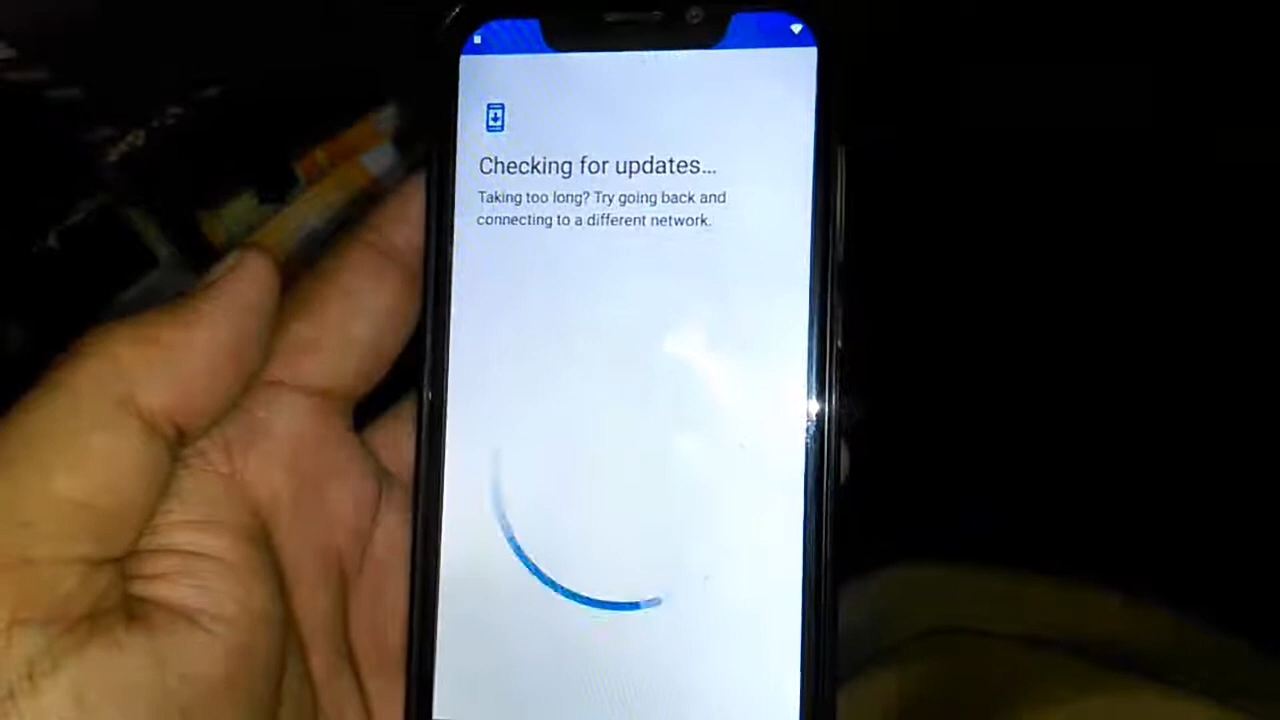 Checking for updates...
Taking too long? Try going back and
connecting to a different network.